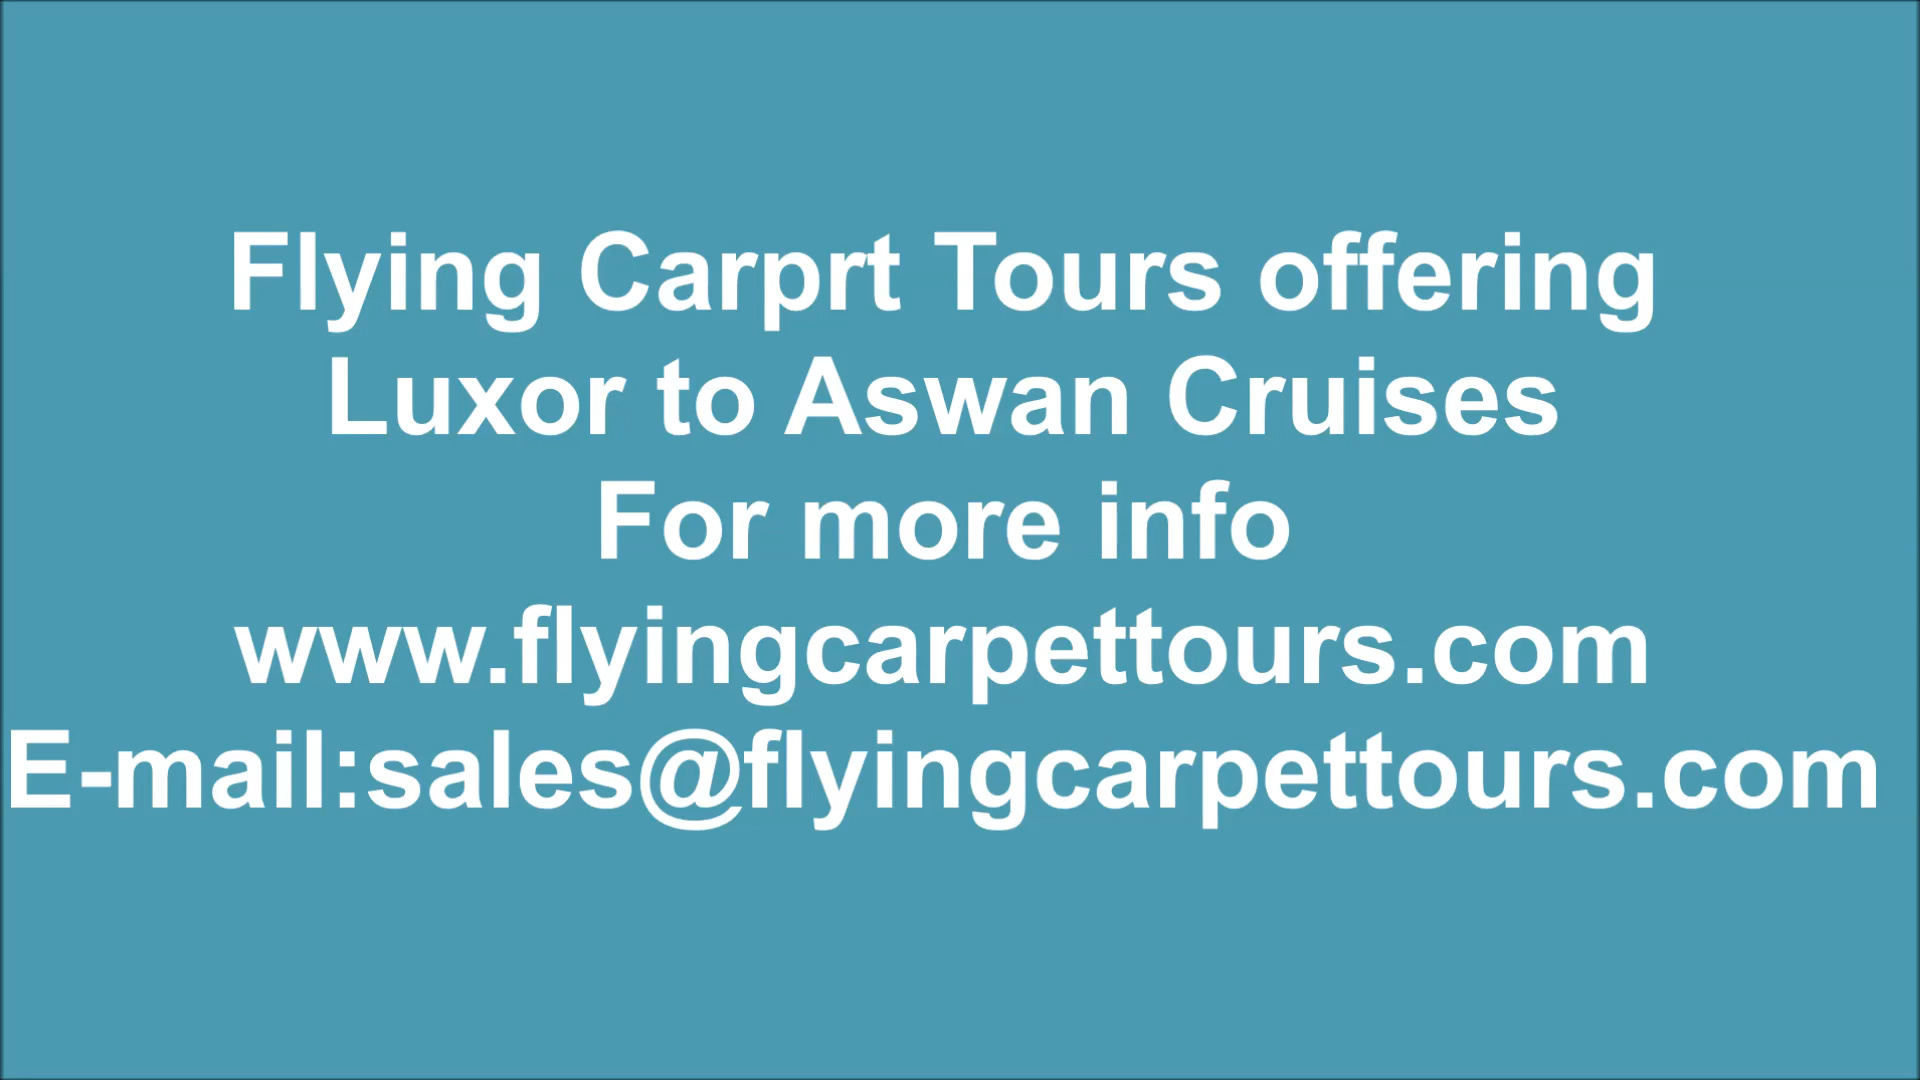 Flying Carprt Tours offering
Luxor to Aswan Cruises
For more info
www.flyingcarpettours.com
E-mail:sales@flyingcarpettours.com